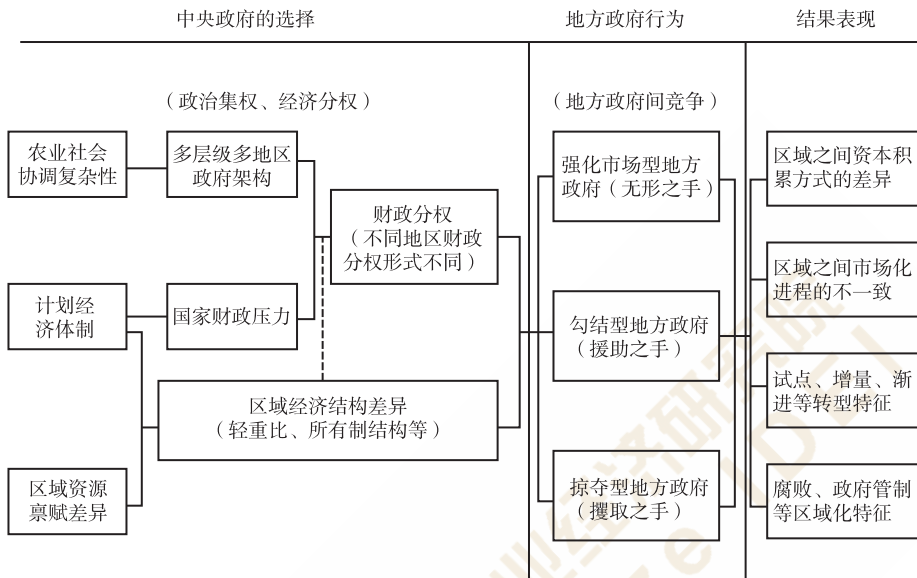 中央政府的选择
地方政府行为
结果表现
（政治集权、经济分权）
（地方政府间竞争）
农业社会
协调复杂性
多层级多地区
政府架构
财政分权
（不同地区财政
分权形式不同）
计划经
济体制
国家财政压力
区域经济结构差异
（轻重比、所有制结构等）
区域资源
禀赋差异
强化市场型地方
政府（无形之手）
勾结型地方政府
（援助之手）
掠夺型地方政府
（攫取之手）
区域之间资本积
累方式的差异
区域之间市场化
进程的不一致
试点、增量、渐
进等转型特征
腐败、政府管制
等区域化特征